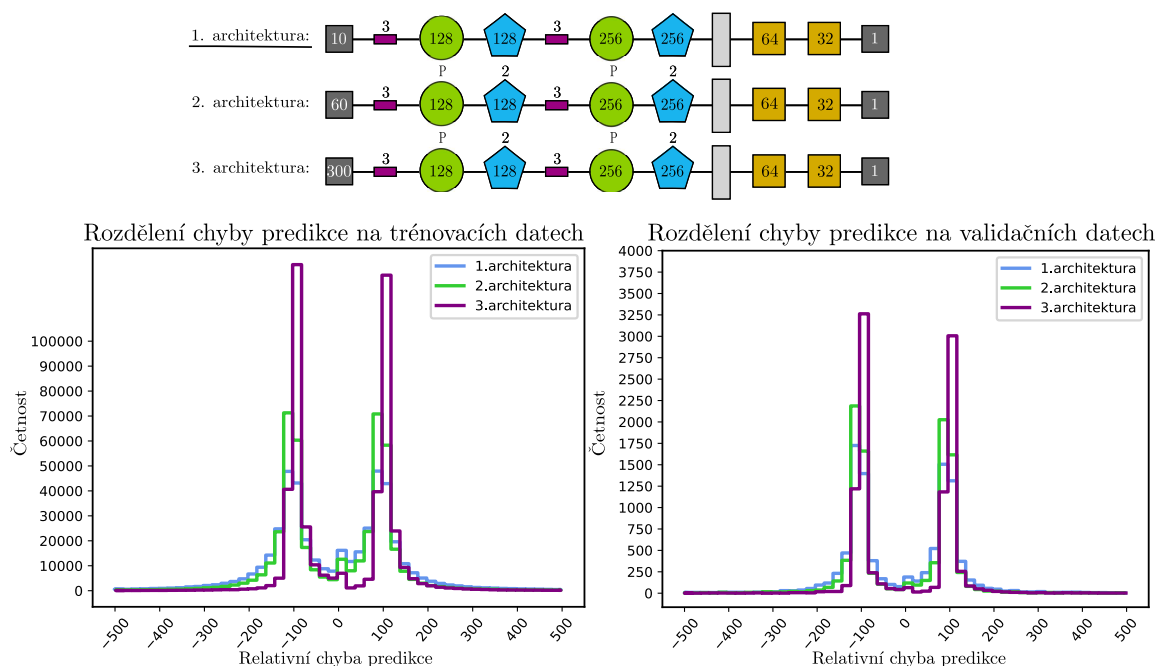 3 3
1. architektura: 10 128 128 256 256 64 32 1
P 2 P 2
3 3
2. architektura: 60 128 128 256 256 64 32 1
P 2 P 2
3 3
3. architektura: 300 128 128 256 256 64 32 1
Rozdělení chyby predikce na trénovacích datech
1.architektura
2.architektura
3.architektura
100000
90000
80000
70000
60000
50000
40000
30000
20000
10000
0
Četnost
−500 −400 −300 −200 −100 0 100 200 300 400 500
Relativní chyba predikce
Rozdělení chyby predikce na validačních datech
1.architektura
2.architektura
3.architektura
4000
3750
3500
3250
3000
2750
2500
2250
2000
1750
1500
1250
1000
750
500
250
0
Četnost
−500 −400 −300 −200 −100 0 100 200 300 400 500
Relativní chyba predikce